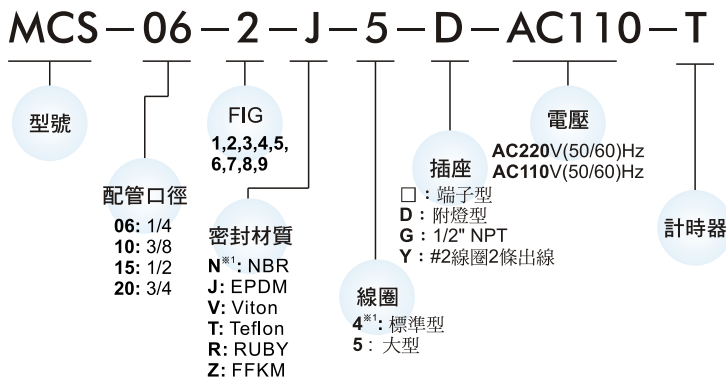 MCS－06－2－J－5－D－AC110－T
型號
配管口徑
06: 1/4
10: 3/8
15: 1/2
20: 3/4
FIG
1,2,3,4,5,
6,7,8,9
密封材質
N※1: NBR
J: EPDM
V: Viton
T: Teflon
R: RUBY
Z: FFKM
線圈
4※1: 標準型
5： 大型
插座
□：端子型
D：附燈型
G：1/2" NPT
Y：#2線圈2條出線
電壓
AC220V(50/60)Hz
AC110V(50/60)Hz
計時器